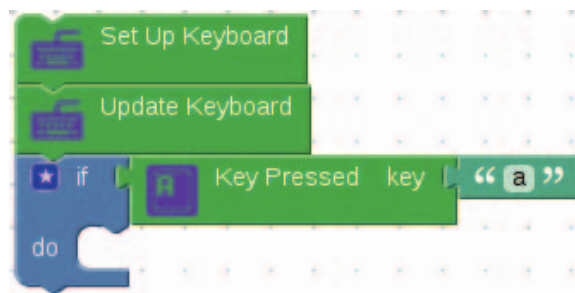 Set Up Keyboard
Update Keyboard
if R Key Pressed key “ a ”
do